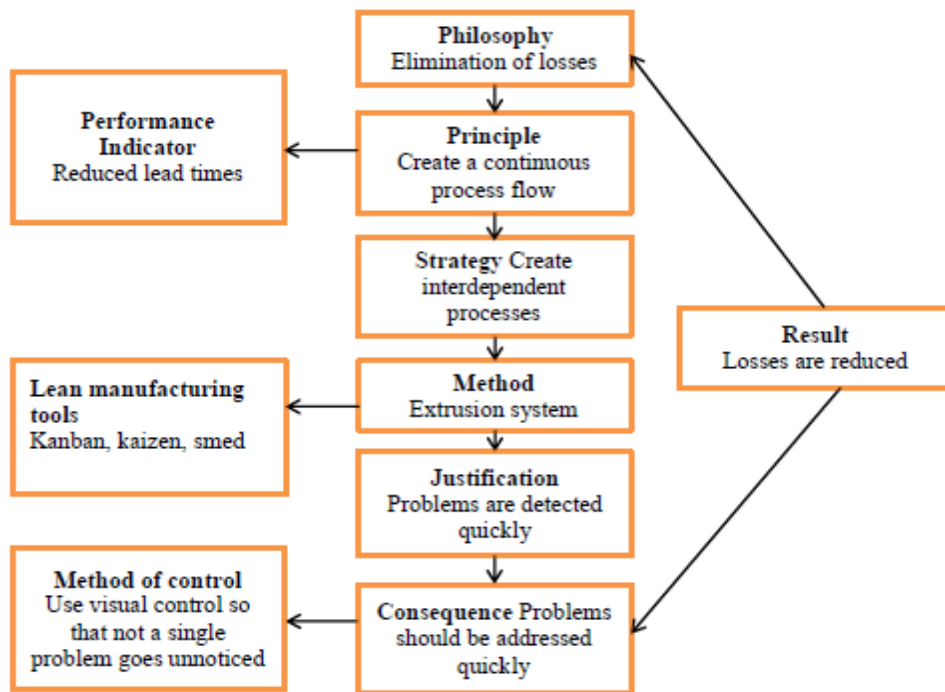 Philosophy
Elimination of losses
Performance
Indicator
Reduced lead times
Principle
Create a continuous
process flow
Strategy Create
interdependent
processes
Result
Losses are reduced
Lean manufacturing
tools
Kanban, kaizen, smed
Method
Extrusion system
Justification
Problems are detected
quickly
Method of control
Use visual control so
that not a single
problem goes unnoticed
Consequence Problems
should be addressed
quickly